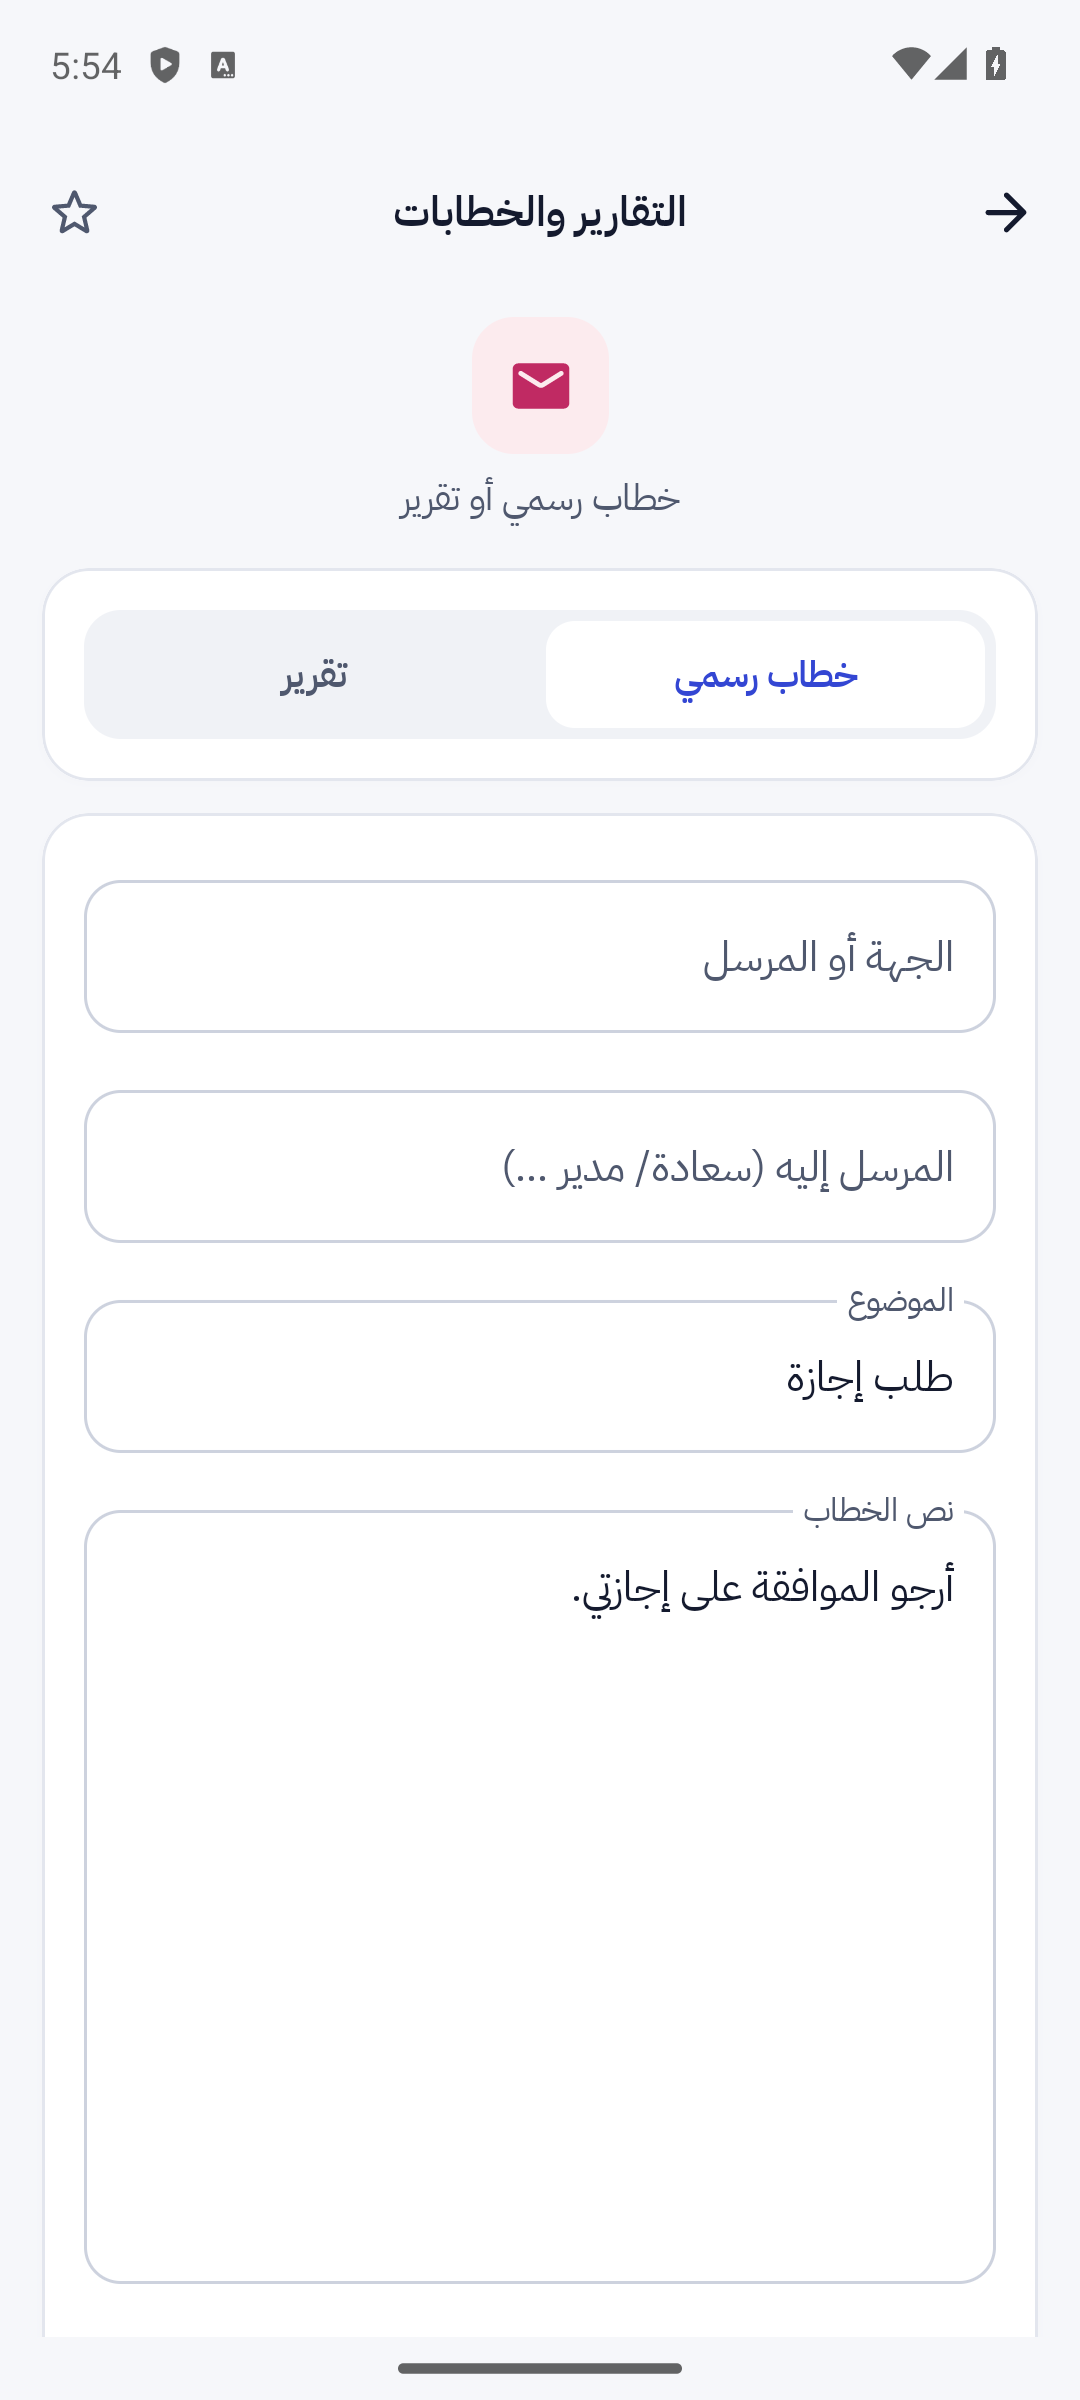 5:54
التقارير والخطابات
خطاب رسمي أو تقرير
خطاب رسمي
تقرير
الجهة أو المرسل
المرسل إليه (سعادة/ مدير ...)
الموضوع
طلب إجازة
نص الخطاب
أرجو الموافقة على إجازتي.